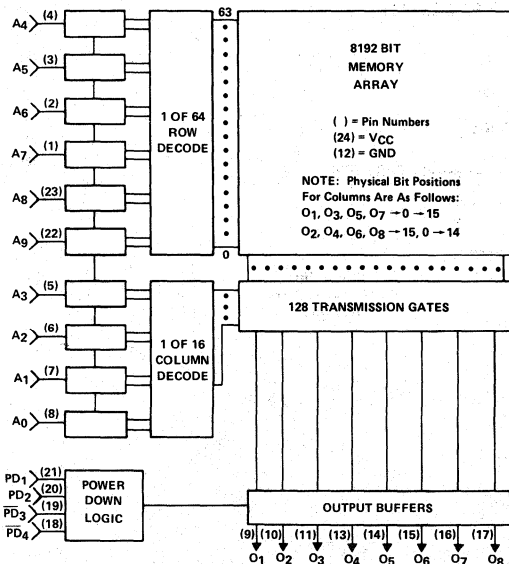 A4 (4)
A5 (3)
A6 (2)
A7 (1)
A8 (23)
A9 (22)
A3 (5)
A2 (6)
A1 (7)
A0 (8)
1 OF 64
ROW
DECODE
63
0
8192 BIT
MEMORY
ARRAY
( ) = Pin Numbers
(24) = VCC
(12) = GND
NOTE: Physical Bit Positions
For Columns Are As Follows:
O1, O3, O5, O7 → 0 → 15
O2, O4, O6, O8 → 15, 0 → 14
1 OF 16
COLUMN
DECODE
128 TRANSMISSION GATES
PD1 (21)
PD2 (20)
P̅D̅3 (19)
P̅D̅4 (18)
POWER
DOWN
LOGIC
OUTPUT BUFFERS
(9) (10) (11) (13) (14) (15) (16) (17)
O1 O2 O3 O4 O5 O6 O7 O8